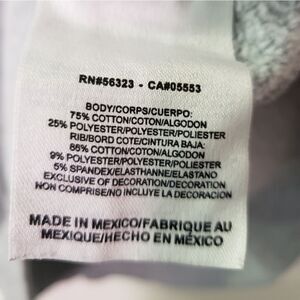 RN#56323 - CA#05553
BODY/CORPS/CUERPO:
75% COTTON/COTON/ALGODON
25% POLYESTER/POLYESTER/POLIESTER
RIB/BORD COTE/CINTURA BAJA:
86% COTTON/COTON/ALGODON
9% POLYESTER/POLYESTER/POLIESTER
5% SPANDEX/ELASTHANNE/ELASTANO
EXCLUSIVE OF DECORATION/DECORATION
NON COMPRISE/NO INCLUYE LA DECORACION
MADE IN MEXICO/FABRIQUE AU
MEXIQUE/HECHO EN MÉXICO